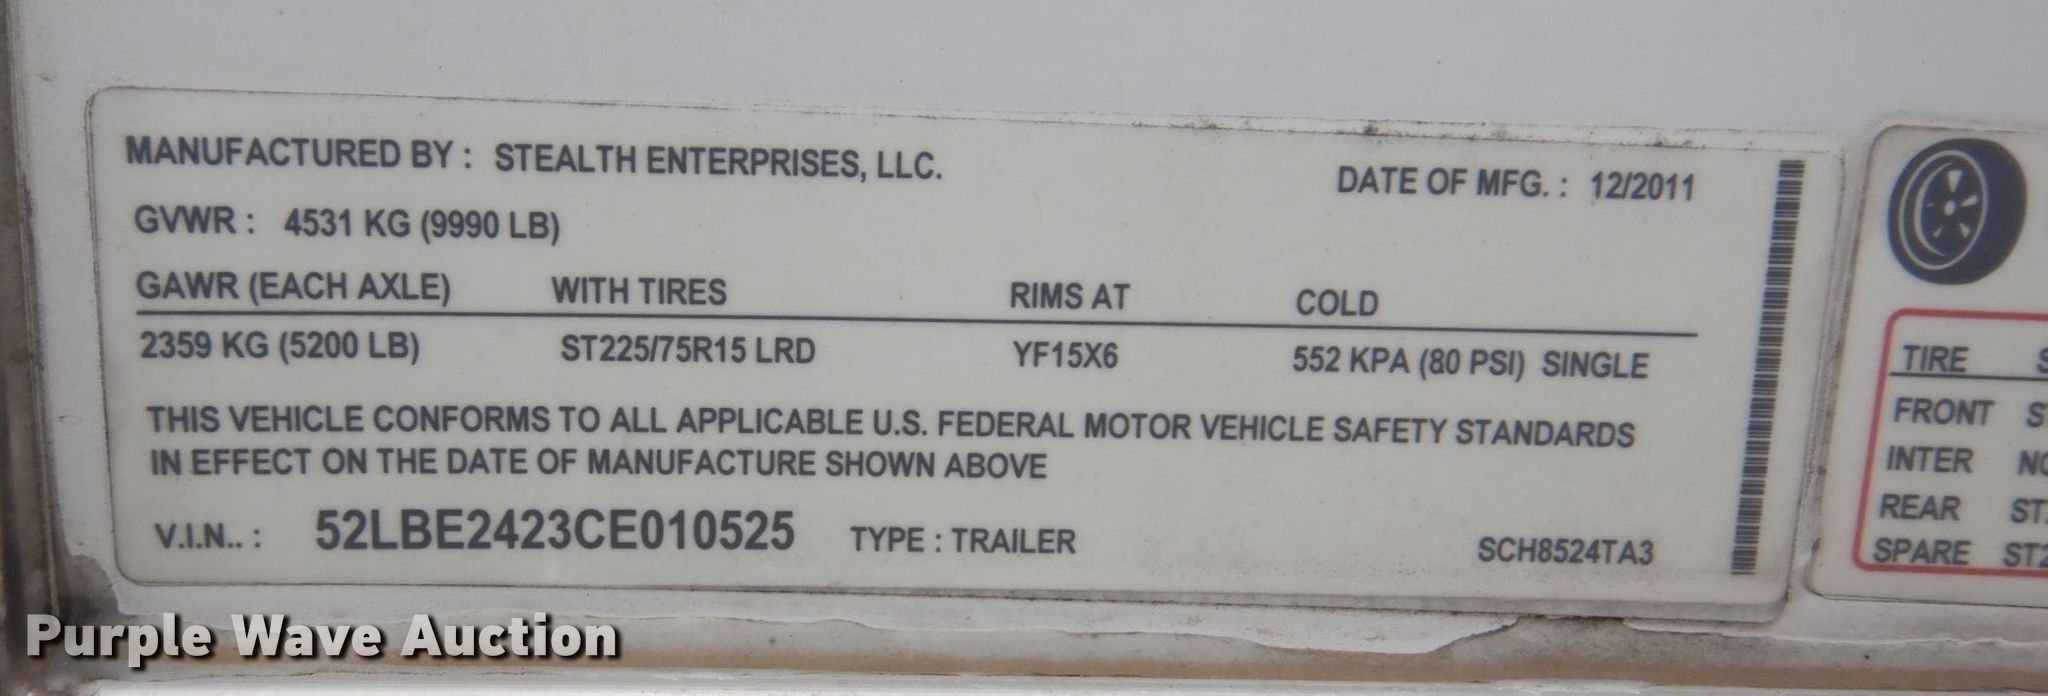 MANUFACTURED BY : STEALTH ENTERPRISES, LLC.
DATE OF MFG. : 12/2011
GVWR : 4531 KG (9990 LB)
GAWR (EACH AXLE) WITH TIRES RIMS AT COLD
2359 KG (5200 LB) ST225/75R15 LRD YF15X6 552 KPA (80 PSI) SINGLE
THIS VEHICLE CONFORMS TO ALL APPLICABLE U.S. FEDERAL MOTOR VEHICLE SAFETY STANDARDS
IN EFFECT ON THE DATE OF MANUFACTURE SHOWN ABOVE
V.I.N.. : 52LBE2423CE010525 TYPE : TRAILER SCH8524TA3
TIRE
FRONT
INTER
REAR
SPARE
Purple Wave Auction